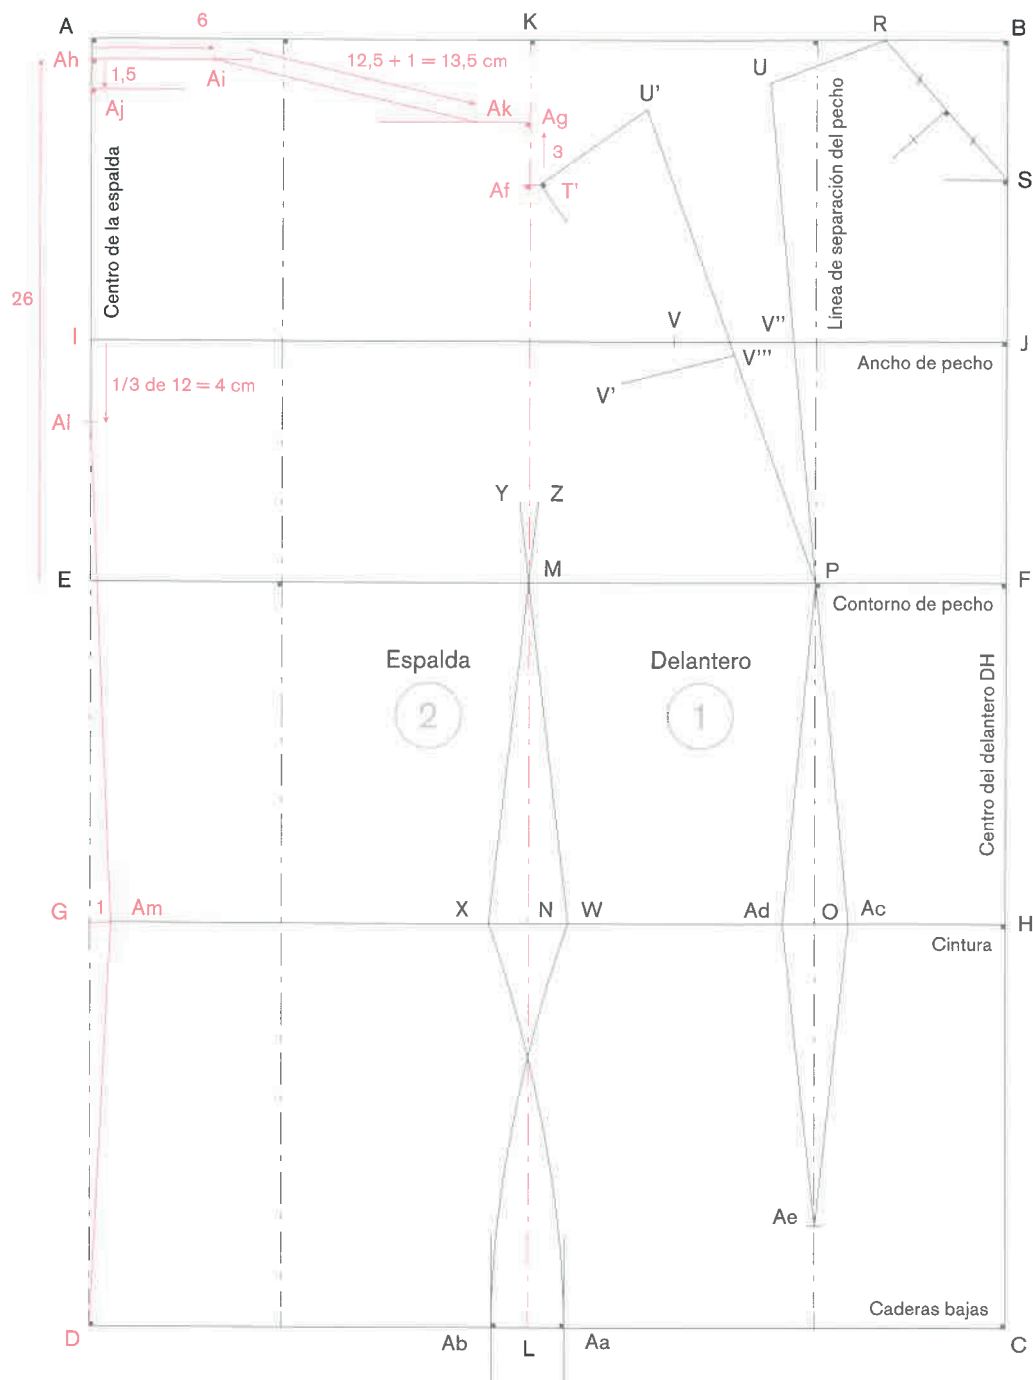 A
6
K
R
B
Ah
1,5
Ai
12,5 + 1 = 13,5 cm
U
Aj
Ak
Ag
U'
3
Af
T'
S
Centro de la espalda
Línea de separación del pecho
26
I
V
V''
J
Ancho de pecho
1/3 de 12 = 4 cm
V'
V''''
Al
Y
Z
E
M
P
F
Contorno de pecho
Espalda
Delantero
2
1
Centro del delantero DH
G
1
Am
X
N
W
Ad
O
Ac
H
Cintura
Ae
Caderas bajas
D
Ab
L
Aa
C